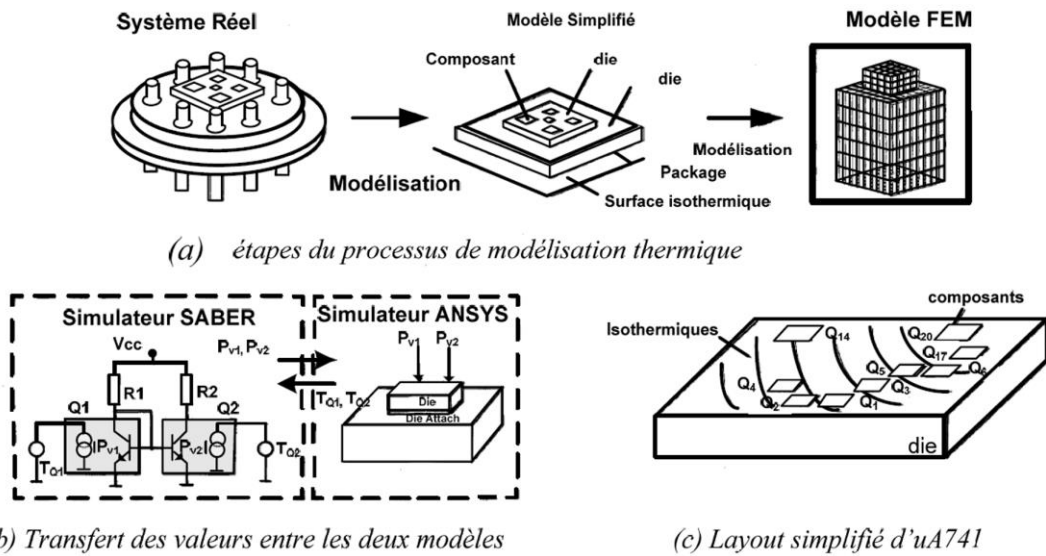 Système Réel
Modèle Simplifié
Modèle FEM
Composant
die
die
Modélisation
Modélisation
Package
Surface isothermique
(a) étapes du processus de modélisation thermique
Simulateur SABER
Simulateur ANSYS
Vcc
Pv1, Pv2
Pv1 Pv2
R1
R2
TQ1, TQ2
Q1
Q2
Die
Die Attach
Pv1
Pv2
TQ1
TQ2
b) Transfert des valeurs entre les deux modèles
composants
Isothermiques
Q14
Q20
Q17
Q5
Q6
Q4
Q3
Q2
Q1
die
(c) Layout simplifié d'uA741